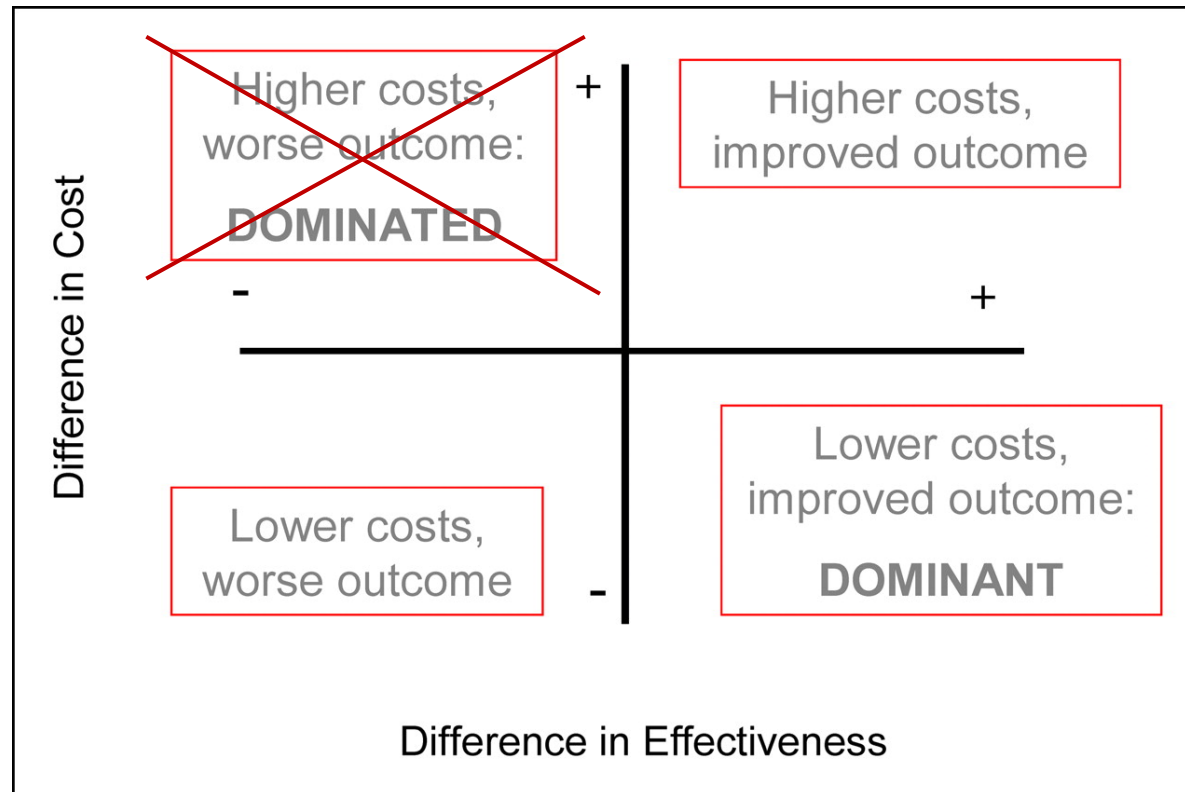 Higher costs,
worse outcome:
DOMINATED
+
Higher costs,
improved outcome
-
+
Difference in Cost
Lower costs,
worse outcome
-
Lower costs,
improved outcome:
DOMINANT
Difference in Effectiveness